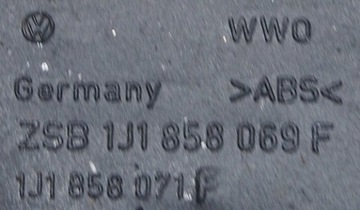 WWO
Germany >ABS<
ZSB 1J1 858 069 F
1J1 858 071 F